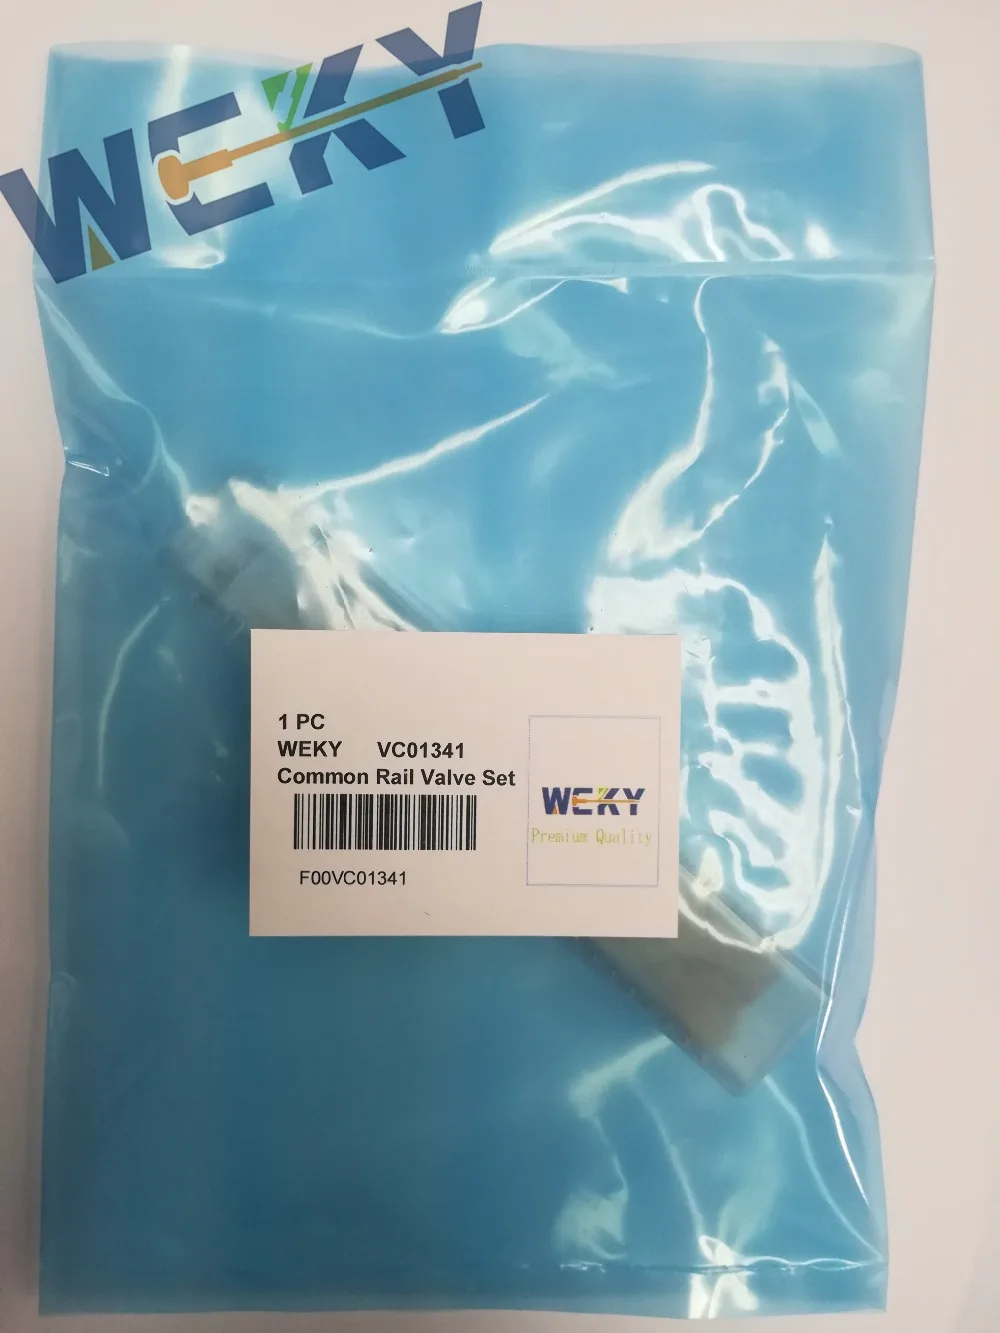 WEKY
1 PC
WEKY VC01341
Common Rail Valve Set
F00VC01341
WEKY
Premium Quality